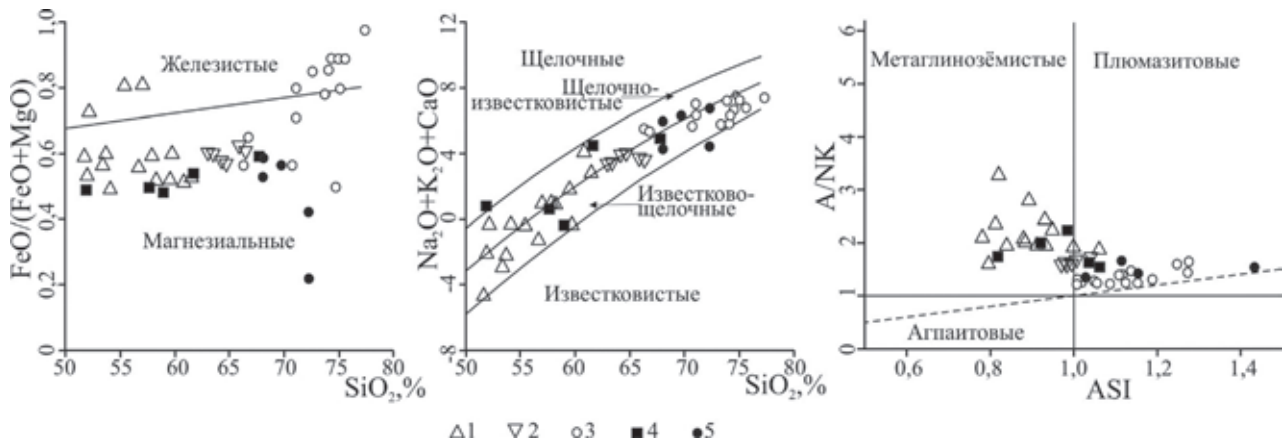 FeO/(FeO+MgO)
1,0
0,8
0,6
0,4
0,2
0
Железистые
Магнезиальные
50 55 60 65 70 75 80
SiO₂,%
Na₂O+K₂O+CaO
12
8
4
0
-4
-8
Щелочные
Щелочно-
известковистые
Известково-
щелочные
Известковистые
50 55 60 65 70 75 80
SiO₂,%
A/NK
6
5
4
3
2
1
0
Метаглинозёмистые
Плюмазитовые
Агпаитовые
0,6 0,8 1,0 1,2 1,4
ASI
1 2 3 4 5